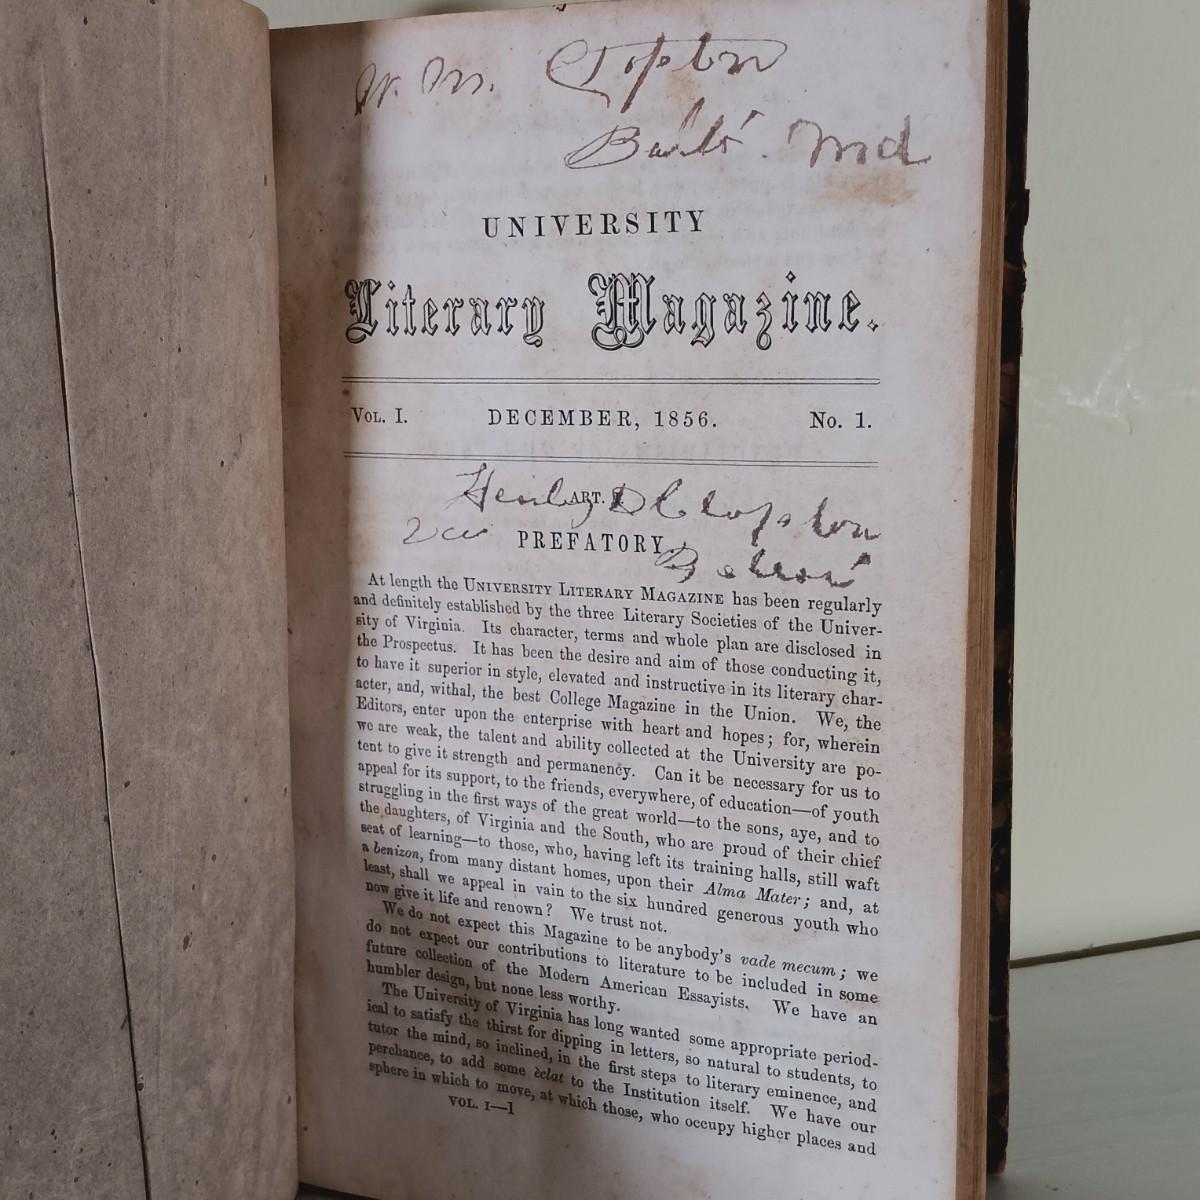 W. M. Clopton
Balto. Md
UNIVERSITY
Literary Magazine.
VOL. I. DECEMBER, 1856. No. 1.
ART.
Clopton
PREFATORY.
At length the UNIVERSITY LITERARY MAGAZINE has been regularly
and definitely established by the three Literary Societies of the Univer-
sity of Virginia. Its character, terms and whole plan are disclosed in
the Prospectus. It has been the desire and aim of those conducting it,
to have it superior in style, elevated and instructive in its literary char-
acter, and, withal, the best College Magazine in the Union. We, the
Editors, enter upon the enterprise with heart and hopes; for, wherein
we are weak, the talent and ability collected at the University are po-
tent to give it strength and permanency. Can it be necessary for us to
appeal for its support, to the friends, everywhere, of education—of youth
struggling in the first ways of the great world—to the sons, aye, and to
the daughters, of Virginia and the South, who are proud of their chief
seat of learning—to those, who, having left its training halls, still waft
a benizon, from many distant homes, upon their Alma Mater; and, at
least, shall we appeal in vain to the six hundred generous youth who
now give it life and renown? We trust not.
We do not expect this Magazine to be anybody's vade mecum; we
do not expect our contributions to literature to be included in some
future collection of the Modern American Essayists. We have an
humbler design, but none less worthy.
The University of Virginia has long wanted some appropriate period-
ical to satisfy the thirst for dipping in letters, so natural to students, to
tutor the mind, so inclined, in the first steps to literary eminence, and
perchance, to add some èclat to the Institution itself. We have our
sphere in which to move, at which those, who occupy higher places and
VOL. I—1